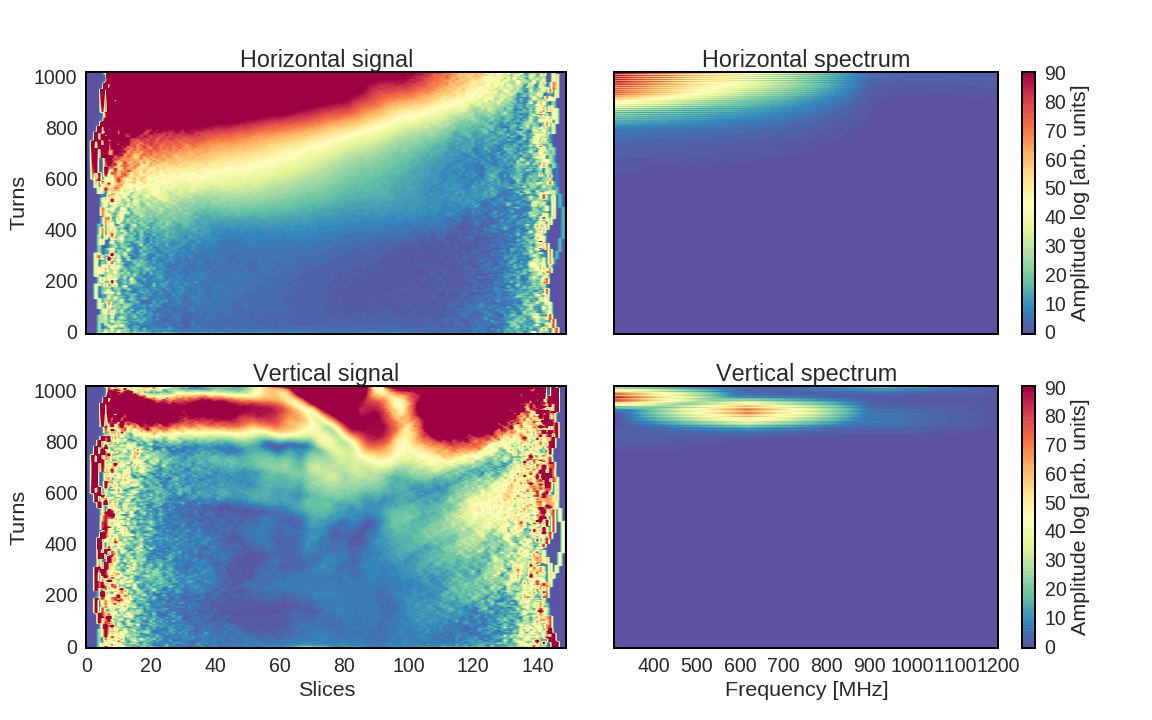 Horizontal signal
Horizontal spectrum
Turns
1000
800
600
400
200
0
90
80
70
60
50
40
30
20
10
0
Amplitude log [arb. units]
Vertical signal
Vertical spectrum
Turns
1000
800
600
400
200
0
0 20 40 60 80 100 120 140
Slices
400 500 600 700 800 900 1000 1100 1200
Frequency [MHz]
90
80
70
60
50
40
30
20
10
0
Amplitude log [arb. units]